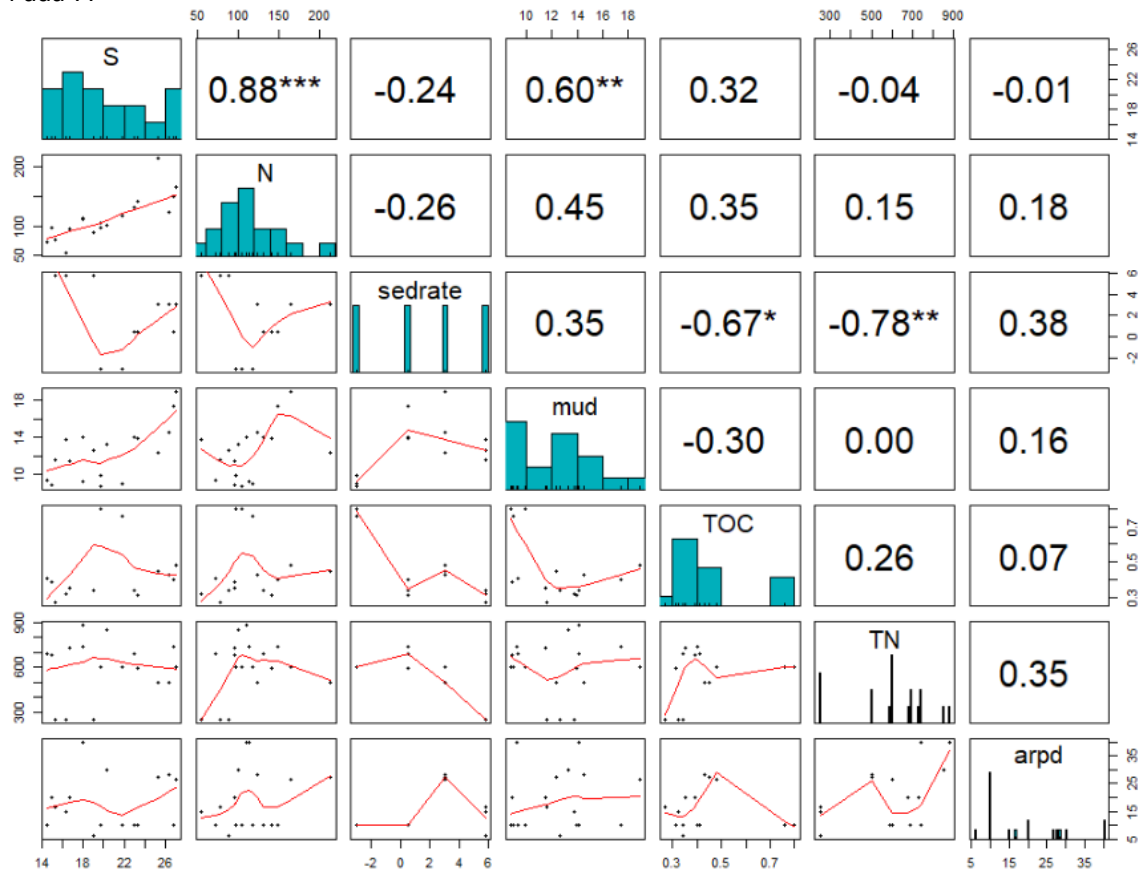 50 100 150 200 10 12 14 16 18 300 500 700 900
S 0.88*** -0.24 0.60** 0.32 -0.04 -0.01
14 18 22 26
50 100 200
N -0.26 0.45 0.35 0.15 0.18
sedrate 0.35 -0.67* -0.78** 0.38
-2 0 2 4 6
10 14 18
mud -0.30 0.00 0.16
TOC 0.26 0.07
0.3 0.5 0.7
300 600 900
TN 0.35
arpd
5 15 25 35
14 18 22 26 -2 0 2 4 6 0.3 0.5 0.7 5 15 25 35